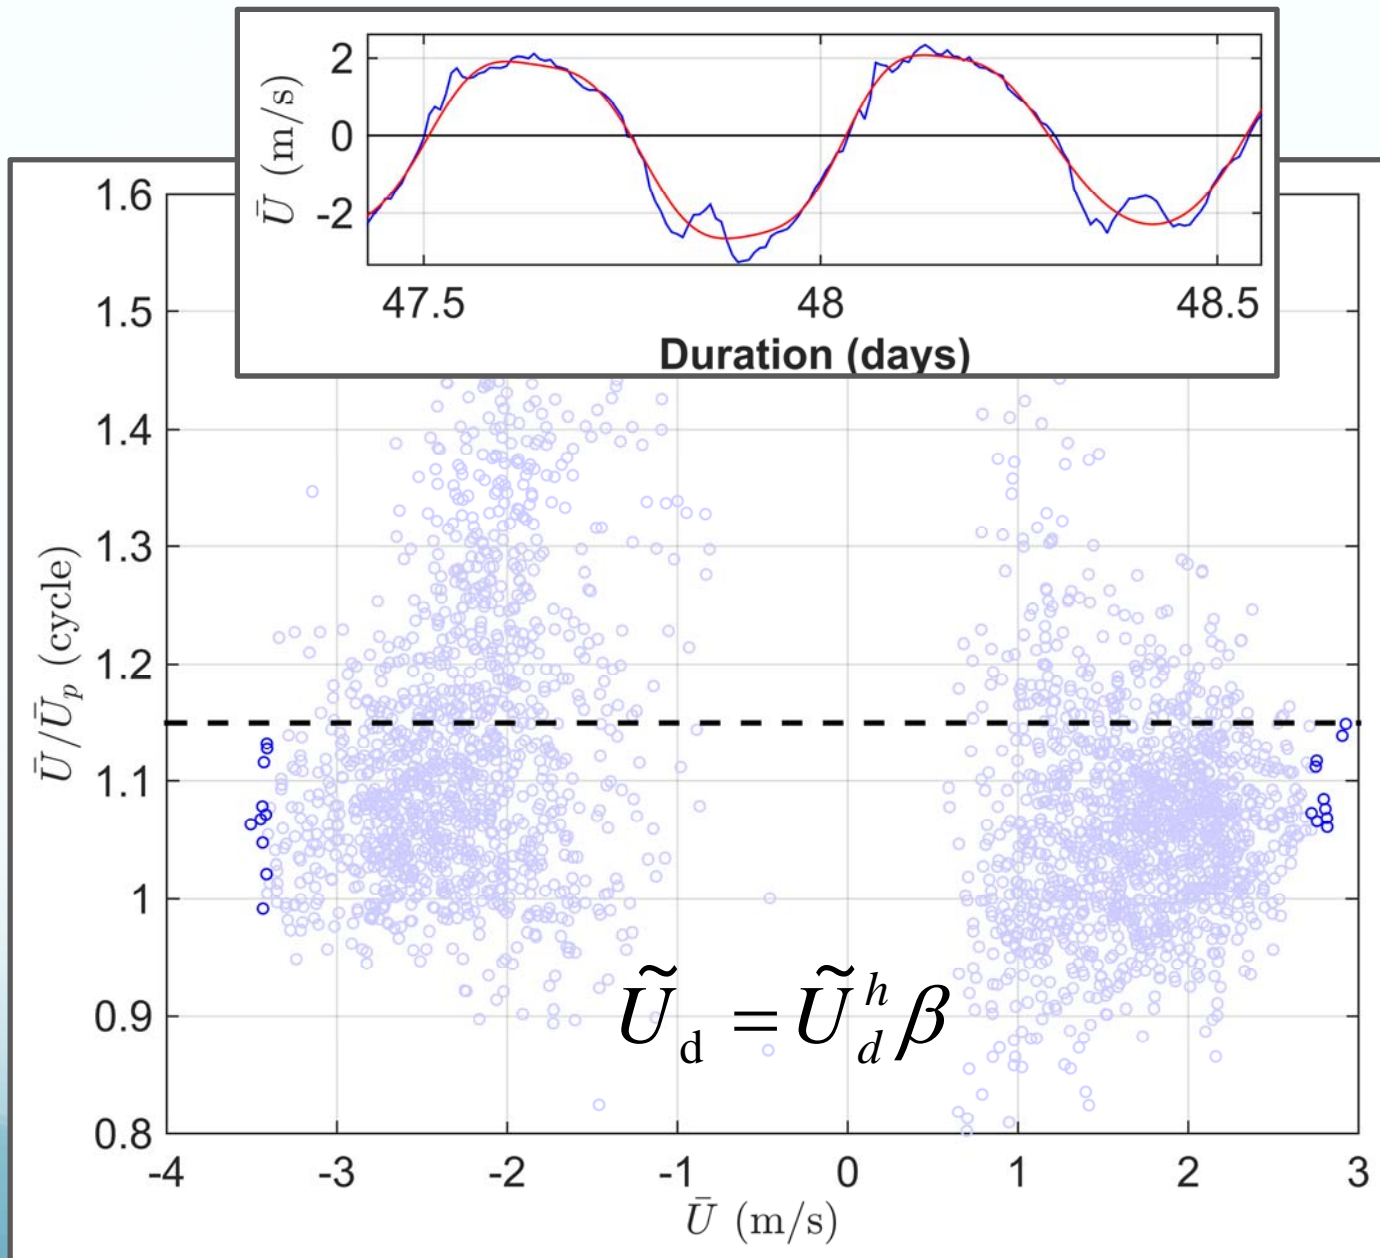 2
0
-2
Ū (m/s)
47.5 48 48.5
Duration (days)
1.6
1.5
1.4
1.3
1.2
1.1
1
0.9
0.8
Ū/Ūₚ (cycle)
Ũ_d = Ũ_d^h β
-4 -3 -2 -1 0 1 2 3
Ū (m/s)